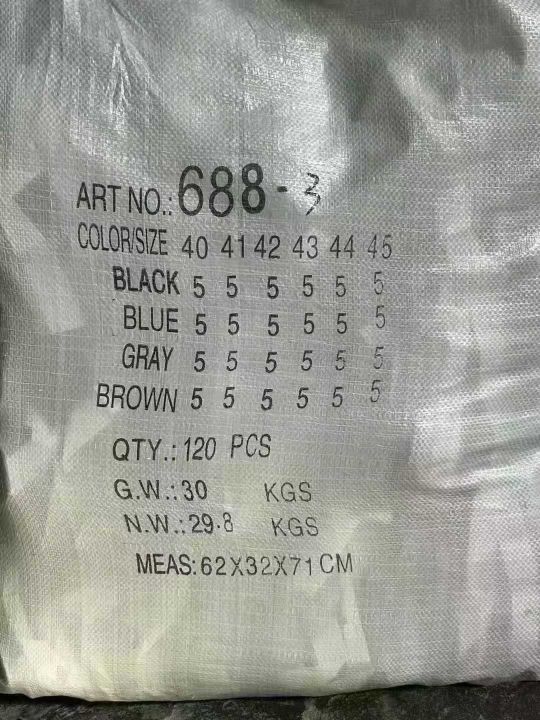 ART NO.: 688-3
COLOR/SIZE 40 41 42 43 44 45
BLACK 5 5 5 5 5 5
BLUE 5 5 5 5 5 5
GRAY 5 5 5 5 5 5
BROWN 5 5 5 5 5 5
QTY.: 120 PCS
G.W.: 30 KGS
N.W.: 29.8 KGS
MEAS: 62X32X71CM